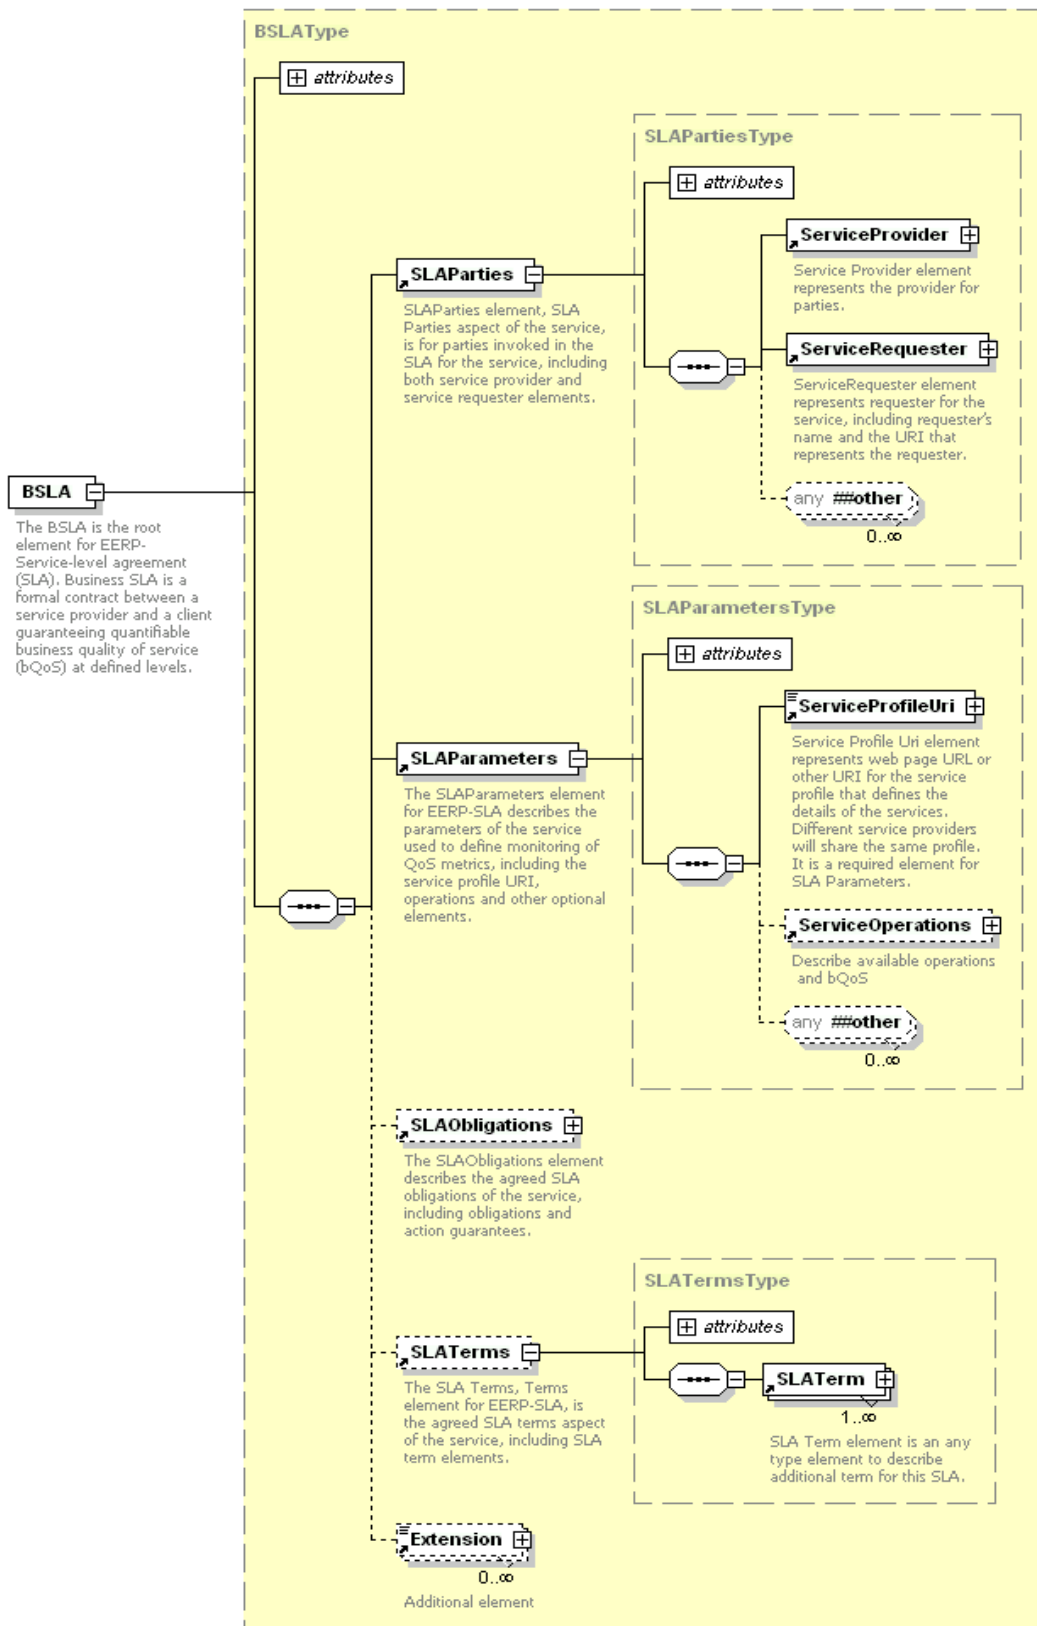 BSLAType
attributes
SLAPartiesType
attributes
ServiceProvider
Service Provider element
represents the provider for
parties.
SLAParties
SLAParties element, SLA
Parties aspect of the service,
is for parties invoked in the
SLA for the service, including
both service provider and
service requester elements.
ServiceRequester
ServiceRequester element
represents requester for the
service, including requester's
name and the URI that
represents the requester.
any ##other
0..∞
BSLA
The BSLA is the root
element for EERP-
Service-level agreement
(SLA). Business SLA is a
formal contract between a
service provider and a client
guaranteeing quantifiable
business quality of service
(bQoS) at defined levels.
SLAParametersType
attributes
ServiceProfileUri
Service Profile Uri element
represents web page URL or
other URI for the service
profile that defines the
details of the services.
Different service providers
will share the same profile.
It is a required element for
SLA Parameters.
SLAParameters
The SLAParameters element
for EERP-SLA describes the
parameters of the service
used to define monitoring of
QoS metrics, including the
service profile URI,
operations and other optional
elements.
ServiceOperations
Describe available operations
and bQoS
any ##other
0..∞
SLAObligations
The SLAObligations element
describes the agreed SLA
obligations of the service,
including obligations and
action guarantees.
SLATermsType
attributes
SLATerms
The SLA Terms, Terms
element for EERP-SLA, is
the agreed SLA terms aspect
of the service, including SLA
term elements.
SLATerm
1..∞
SLA Term element is an any
type element to describe
additional term for this SLA.
Extension
0..∞
Additional element